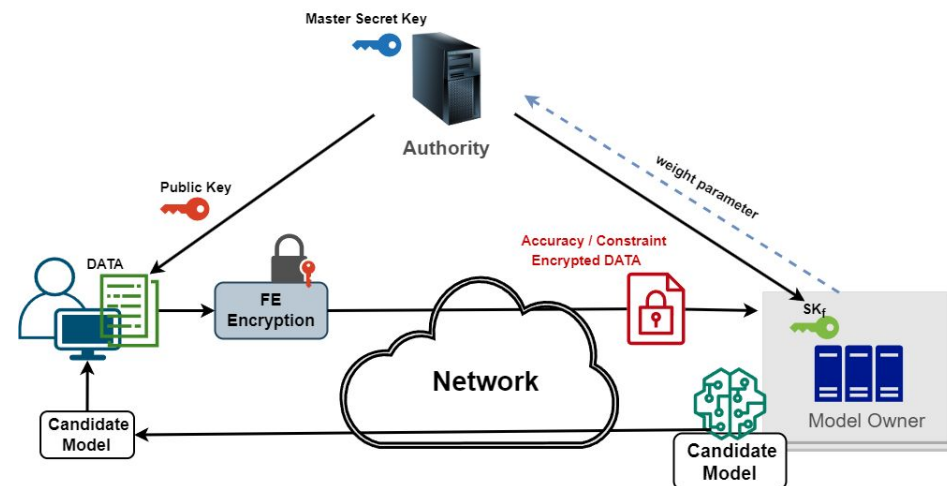 Master Secret Key
Authority
Public Key
weight parameter
DATA
FE
Encryption
Accuracy / Constraint
Encrypted DATA
SKf
Network
Model Owner
Candidate
Model
Candidate
Model